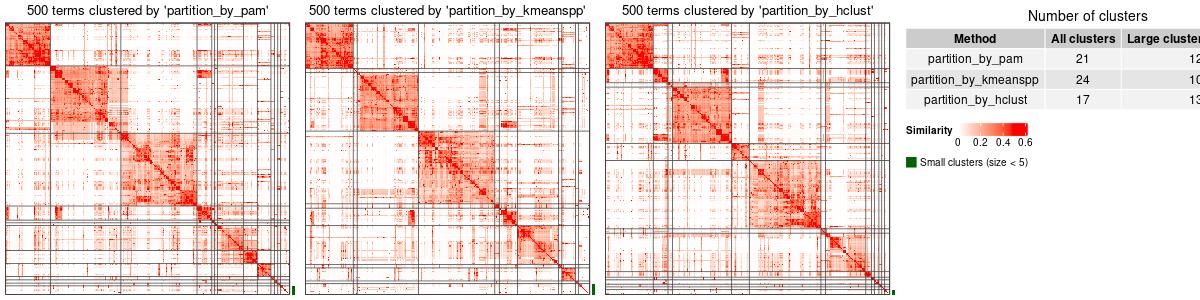 500 terms clustered by 'partition_by_pam'
500 terms clustered by 'partition_by_kmeanspp'
500 terms clustered by 'partition_by_hclust'
Number of clusters
Method All clusters Large cluster
partition_by_pam 21 12
partition_by_kmeanspp 24 10
partition_by_hclust 17 13
Similarity
0 0.2 0.4 0.6
Small clusters (size < 5)